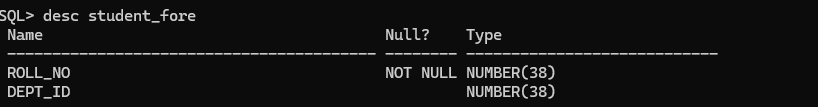 SQL> desc student_fore
Name                                      Null?    Type
----------------------------------------- -------- ----------------------------
ROLL_NO                                   NOT NULL NUMBER(38)
DEPT_ID                                            NUMBER(38)